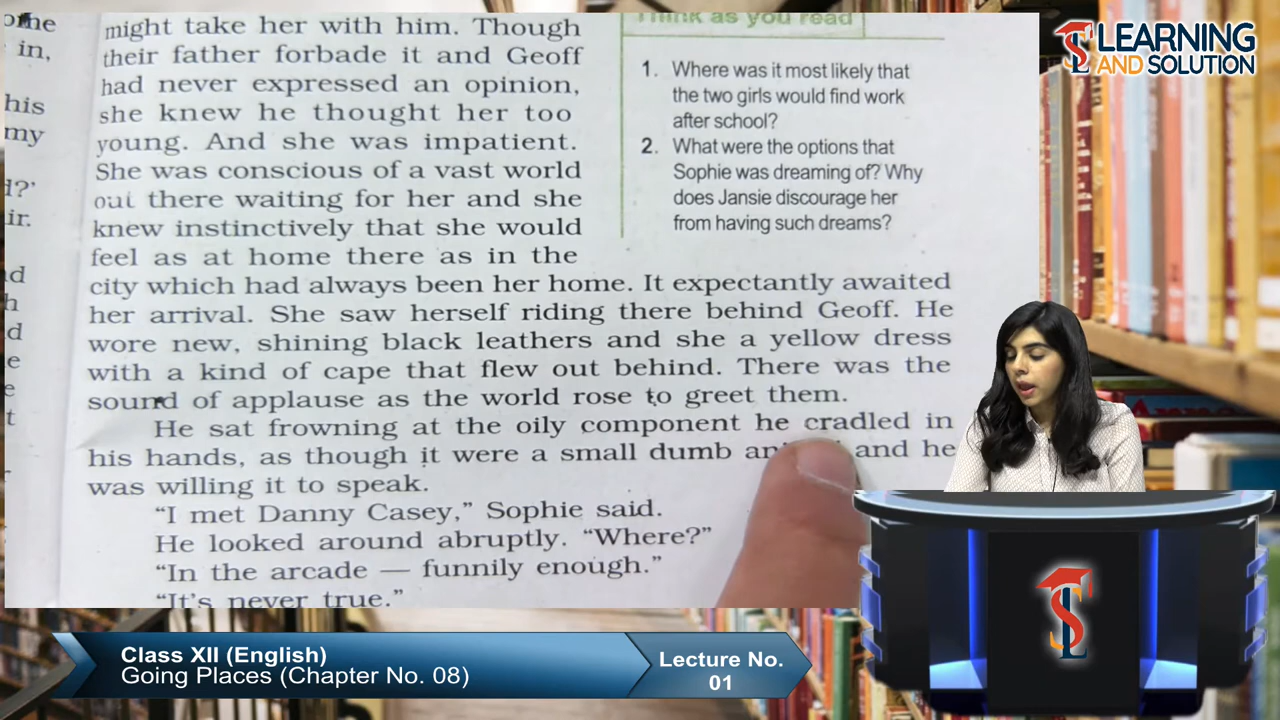 in,
his
my
ir.
might take her with him. Though
their father forbade it and Geoff
had never expressed an opinion,
she knew he thought her too
young. And she was impatient.
She was conscious of a vast world
out there waiting for her and she
knew instinctively that she would
feel as at home there as in the
city which had always been her home. It expectantly awaited
her arrival. She saw herself riding there behind Geoff. He
wore new, shining black leathers and she a yellow dress
with a kind of cape that flew out behind. There was the
sound of applause as the world rose to greet them.
He sat frowning at the oily component he cradled in
his hands, as though it were a small dumb and he
was willing it to speak.
“I met Danny Casey,” Sophie said.
He looked around abruptly. “Where?”
“In the arcade — funnily enough.”
“It's never true.”
Think as you read
1. Where was it most likely that
the two girls would find work
after school?
2. What were the options that
Sophie was dreaming of? Why
does Jansie discourage her
from having such dreams?
LEARNING
AND SOLUTION
Class XII (English)
Going Places (Chapter No. 08)
Lecture No.
01